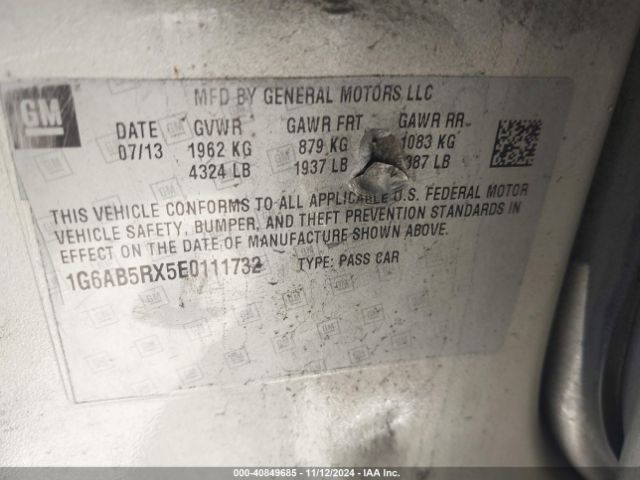 GM
MFD BY GENERAL MOTORS LLC
DATE GVWR GAWR FRT GAWR RR
07/13 1962 KG 879 KG 1083 KG
4324 LB 1937 LB 387 LB
THIS VEHICLE CONFORMS TO ALL APPLICABLE U.S. FEDERAL MOTOR
VEHICLE SAFETY, BUMPER, AND THEFT PREVENTION STANDARDS IN
EFFECT ON THE DATE OF MANUFACTURE SHOWN ABOVE.
1G6AB5RX5E0111732 TYPE: PASS CAR
000-40849685 - 11/12/2024 - IAA Inc.